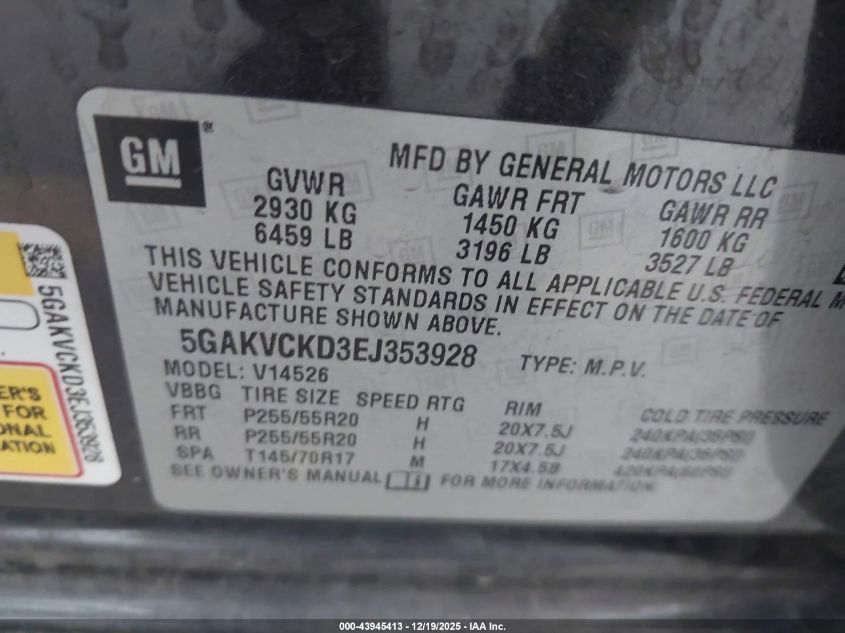 GM ®
MFD BY GENERAL MOTORS LLC
GVWR GAWR FRT GAWR RR
2930 KG 1450 KG 1600 KG
6459 LB 3196 LB 3527 LB
THIS VEHICLE CONFORMS TO ALL APPLICABLE U.S. FEDERAL M
VEHICLE SAFETY STANDARDS IN EFFECT ON THE DATE OF
MANUFACTURE SHOWN ABOVE.
5GAKVCKD3EJ353928 TYPE: M.P.V.
MODEL: V14526
VBBG TIRE SIZE SPEED RTG RIM COLD TIRE PRESSURE
FRT P255/55R20 H 20X7.5J 240KPA(35PSI)
RR P255/55R20 H 20X7.5J 240KPA(35PSI)
SPA T145/70R17 M 17X4.5B 420KPA(60PSI)
SEE OWNER'S MANUAL FOR MORE INFORMATION.
5GAKVCKD3EJ353928
ER'S
FOR
ONAL
ATION
000-43945413 - 12/19/2025 - IAA Inc.